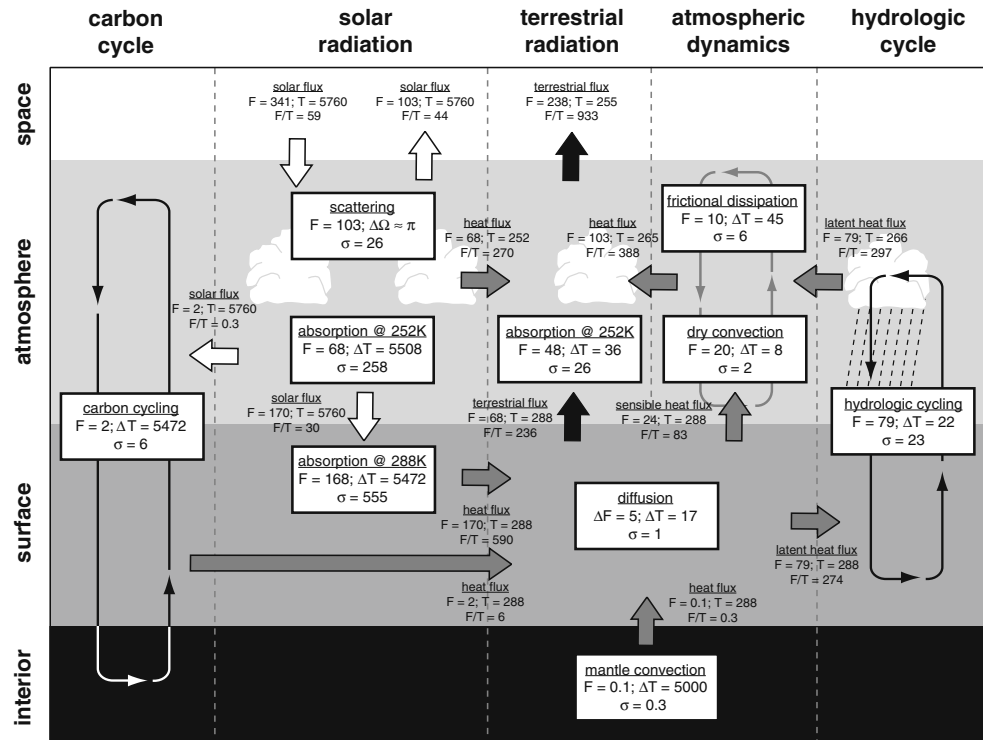 carbon
cycle
solar
radiation
terrestrial
radiation
atmospheric
dynamics
hydrologic
cycle
space
solar flux
F = 341; T = 5760
F/T = 59
solar flux
F = 103; T = 5760
F/T = 44
terrestrial flux
F = 238; T = 255
F/T = 933
atmosphere
scattering
F = 103; ΔΩ ≈ π
σ = 26
heat flux
F = 68; T = 252
F/T = 270
heat flux
F = 103; T = 265
F/T = 388
frictional dissipation
F = 10; ΔT = 45
σ = 6
latent heat flux
F = 79; T = 266
F/T = 297
solar flux
F = 2; T = 5760
F/T = 0.3
absorption @ 252K
F = 68; ΔT = 5508
σ = 258
absorption @ 252K
F = 48; ΔT = 36
σ = 26
dry convection
F = 20; ΔT = 8
σ = 2
carbon cycling
F = 2; ΔT = 5472
σ = 6
solar flux
F = 170; T = 5760
F/T = 30
terrestrial flux
F = 68; T = 288
F/T = 236
sensible heat flux
F = 24; T = 288
F/T = 83
hydrologic cycling
F = 79; ΔT = 22
σ = 23
surface
absorption @ 288K
F = 168; ΔT = 5472
σ = 555
heat flux
F = 170; T = 288
F/T = 590
diffusion
ΔF = 5; ΔT = 17
σ = 1
latent heat flux
F = 79; T = 288
F/T = 274
heat flux
F = 2; T = 288
F/T = 6
heat flux
F = 0.1; T = 288
F/T = 0.3
interior
mantle convection
F = 0.1; ΔT = 5000
σ = 0.3